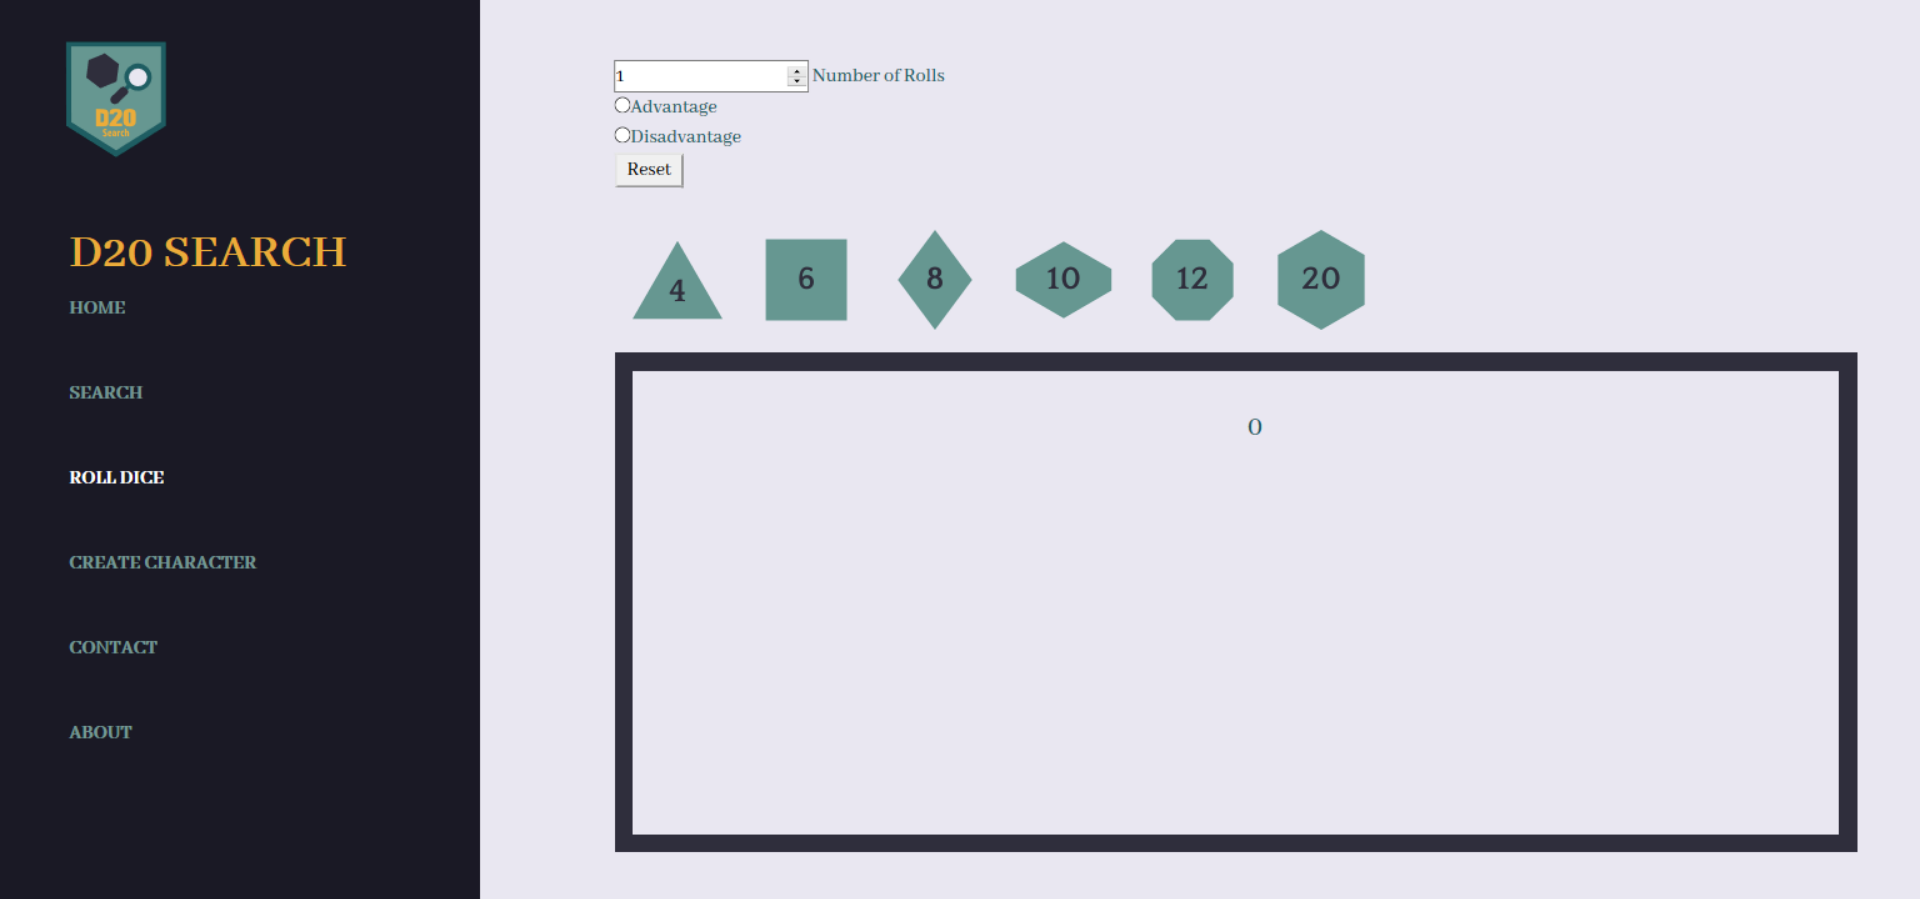 D20
Search
D20 SEARCH
HOME
SEARCH
ROLL DICE
CREATE CHARACTER
CONTACT
ABOUT
1 Number of Rolls
Advantage
Disadvantage
Reset
4 6 8 10 12 20
0